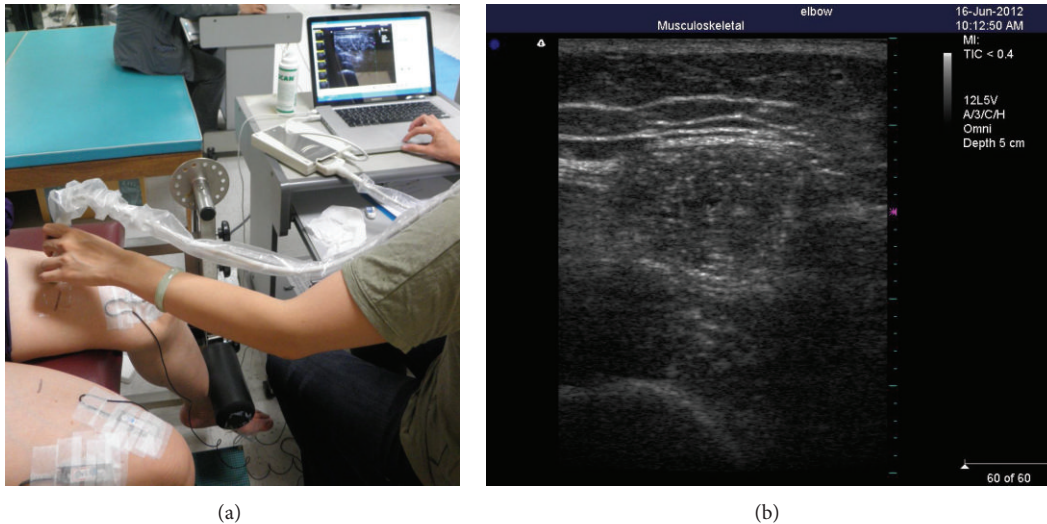 SCAN
elbow
16-Jun-2012
Musculoskeletal
10:12:50 AM
MI:
TIC < 0.4
12L5V
A/3/C/H
Omni
Depth 5 cm
60 of 60
(a)
(b)